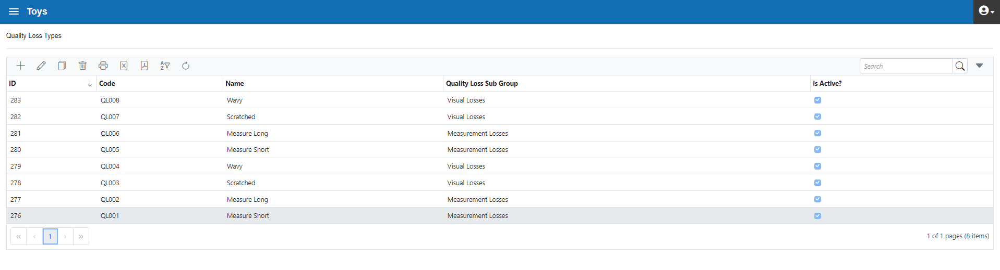 Toys
Quality Loss Types
Search
ID Code Name Quality Loss Sub Group is Active?
283 QL008 Wavy Visual Losses
282 QL007 Scratched Visual Losses
281 QL006 Measure Long Measurement Losses
280 QL005 Measure Short Measurement Losses
279 QL004 Wavy Visual Losses
278 QL003 Scratched Visual Losses
277 QL002 Measure Long Measurement Losses
276 QL001 Measure Short Measurement Losses
« ‹ 1 › » 1 of 1 pages (8 items)